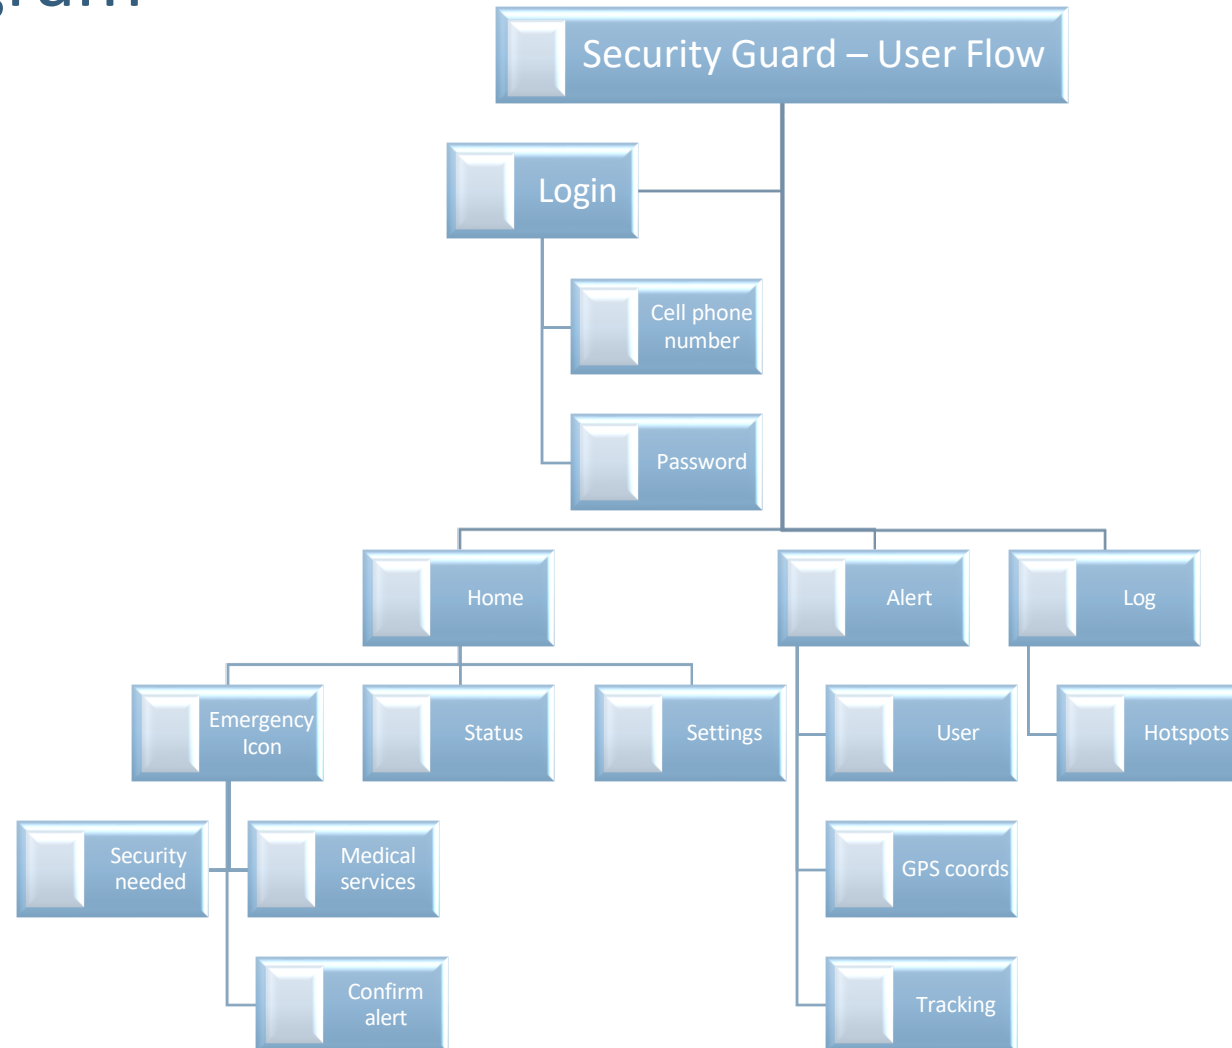 Security Guard – User Flow
Login
Cell phone
number
Password
Home
Alert
Log
Emergency
Icon
Status
Settings
User
Hotspots
Security
needed
Medical
services
GPS coords
Confirm
alert
Tracking